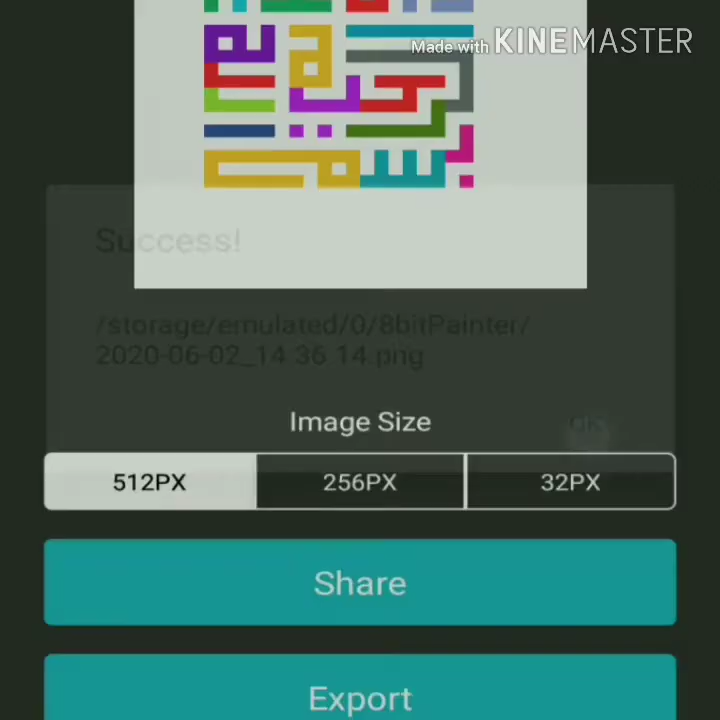 Made with KINEMASTER
بسم
Success!
/storage/emulated/0/8bitPainter/
2020-06-02_14 36 14.png
Image Size
OK
512PX 256PX 32PX
Share
Export